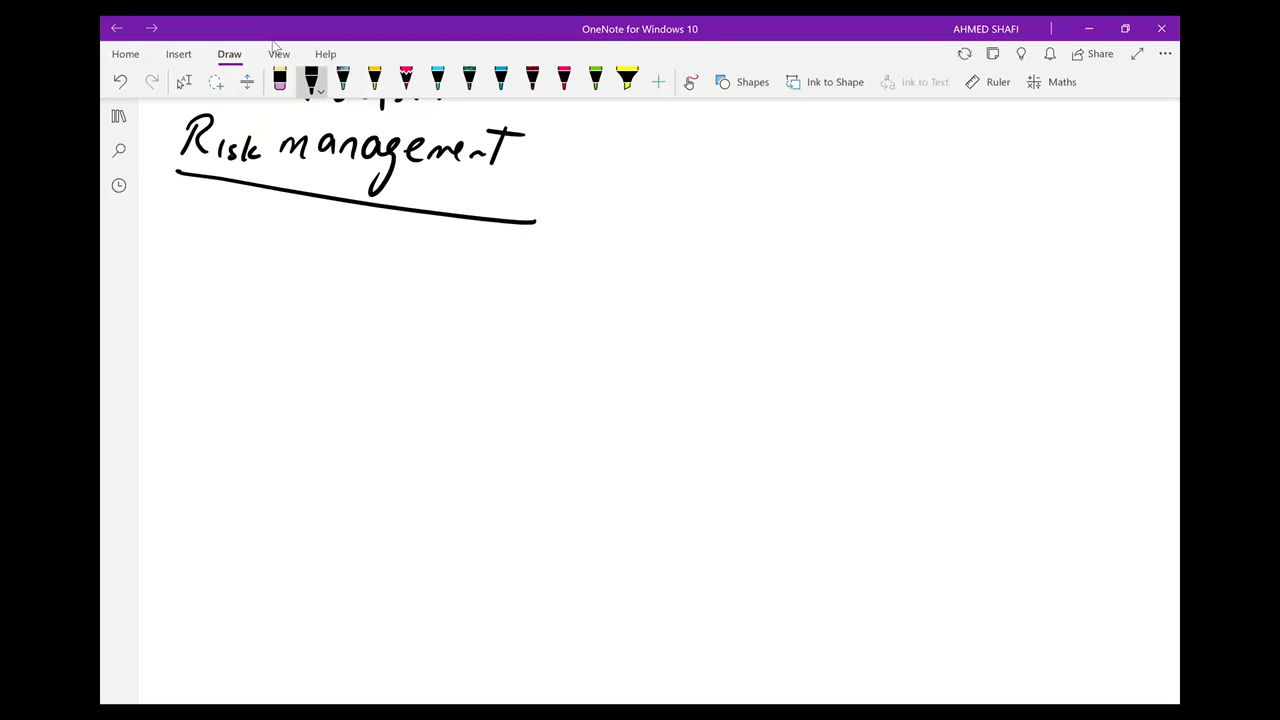 OneNote for Windows 10
AHMED SHAFI
Home Insert Draw View Help
Share
Shapes Ink to Shape Ink to Text Ruler Maths
Risk management